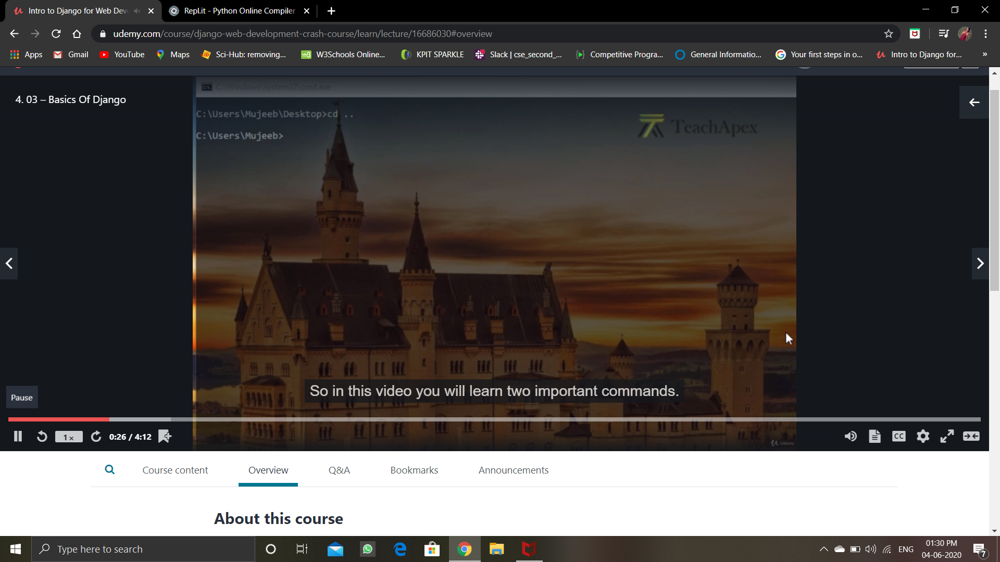 Intro to Django for Web Dev
Repl.it - Python Online Compiler
udemy.com/course/django-web-development-crash-course/learn/lecture/16686030#overview
Apps
Gmail
YouTube
Maps
Sci-Hub: removing...
W3Schools Online...
KPIT SPARKLE
Slack | cse_second_...
Competitive Progra...
General Informatio...
Your first steps in o...
Intro to Django for...
»
C:\Windows\system32\cmd.exe
4. 03 – Basics Of Django
C:\Users\Mujeeb\Desktop>cd ..
TeachApex
C:\Users\Mujeeb>
So in this video you will learn two important commands.
Pause
1x
0:26 / 4:12
CC
Udemy
Course content
Overview
Q&A
Bookmarks
Announcements
About this course
Type here to search
ENG
01:30 PM
04-06-2020
7